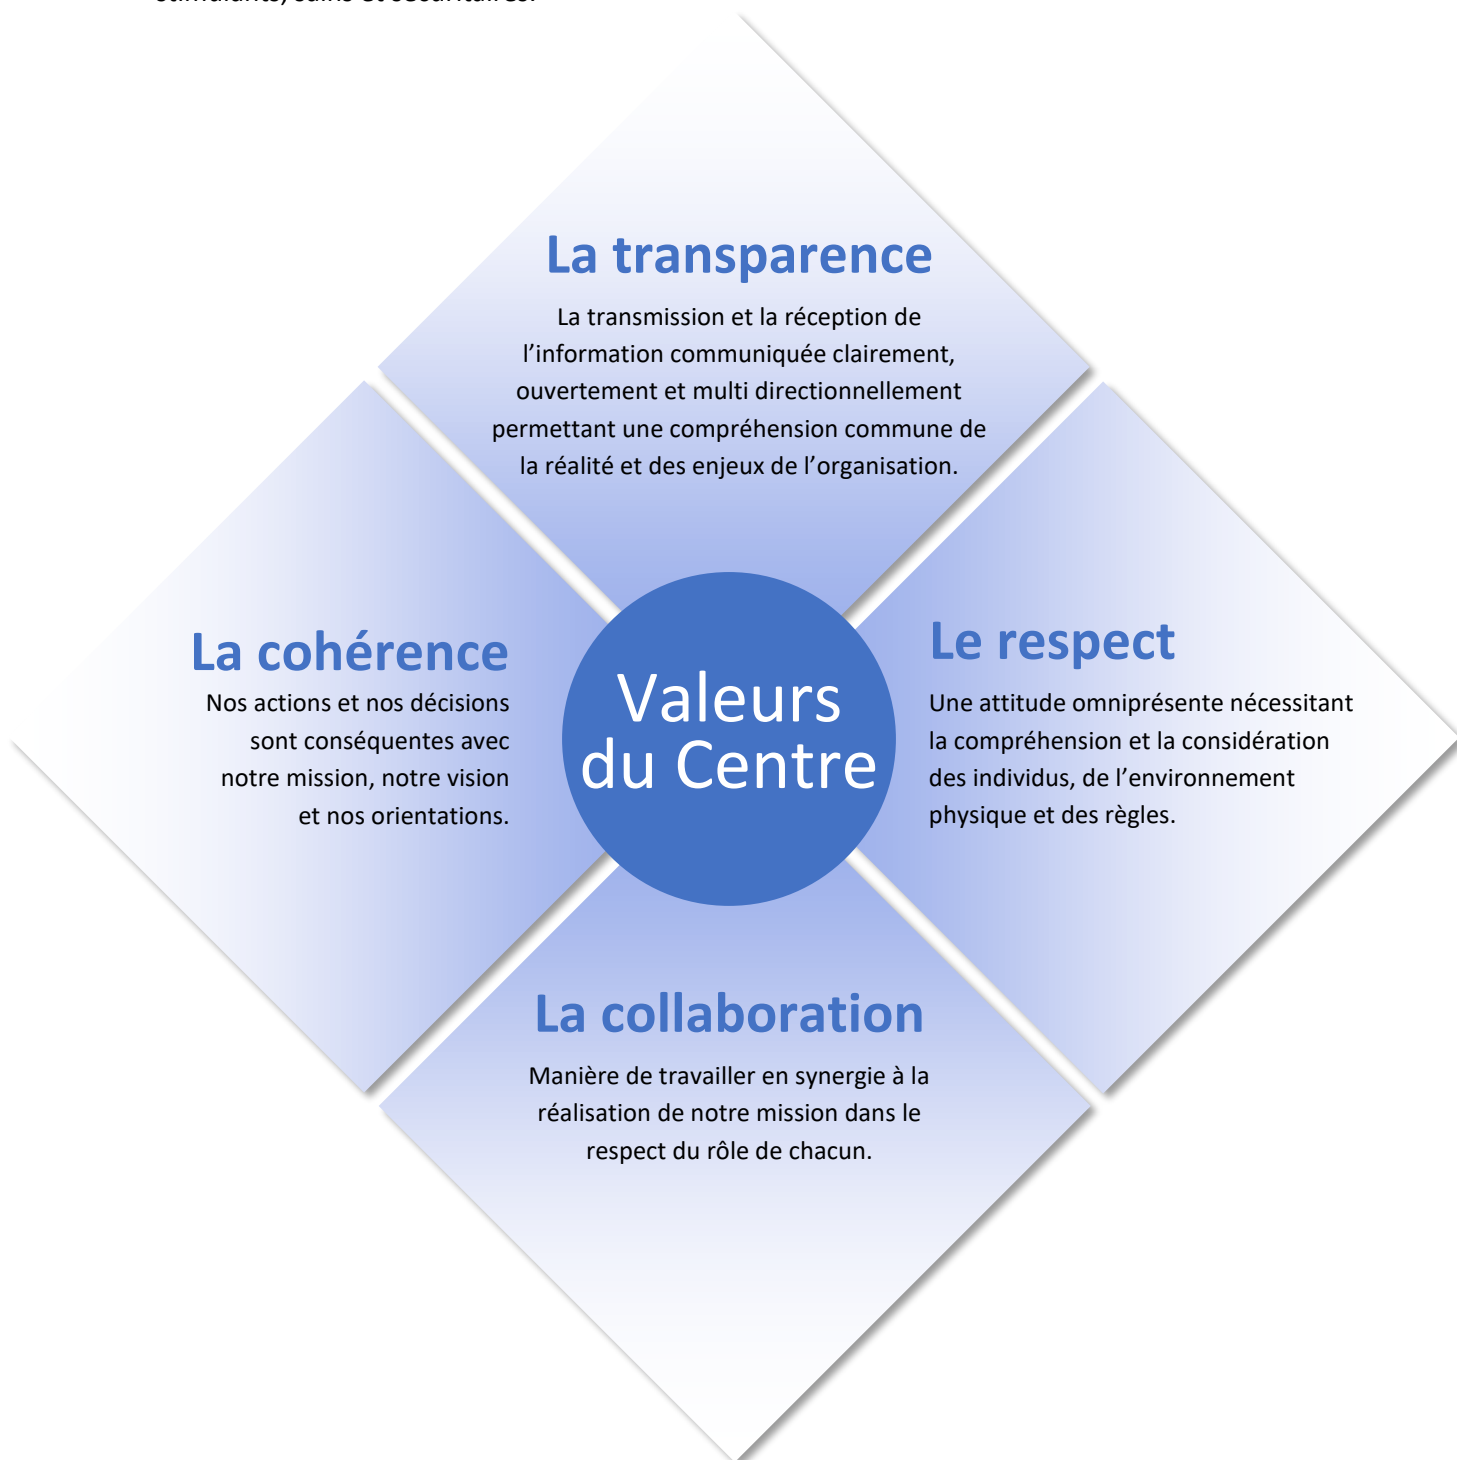 stimulants, sains et sécuritaires.
La transparence
La transmission et la réception de
l’information communiquée clairement,
ouvertement et multi directionnellement
permettant une compréhension commune de
la réalité et des enjeux de l’organisation.
La cohérence
Nos actions et nos décisions
sont conséquentes avec
notre mission, notre vision
et nos orientations.
Valeurs
du Centre
Le respect
Une attitude omniprésente nécessitant
la compréhension et la considération
des individus, de l’environnement
physique et des règles.
La collaboration
Manière de travailler en synergie à la
réalisation de notre mission dans le
respect du rôle de chacun.